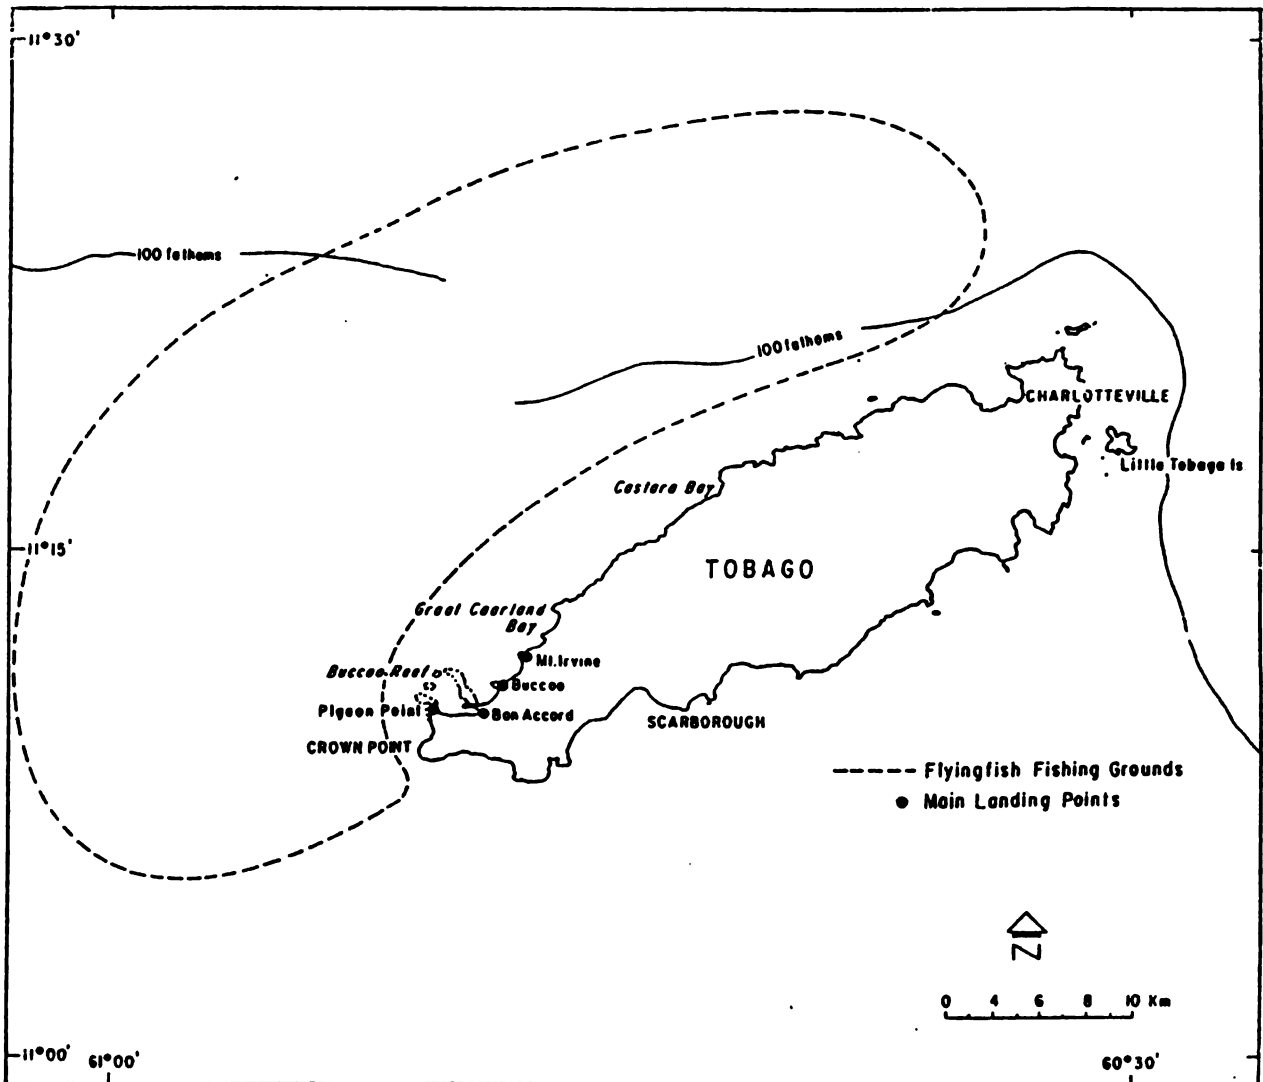 11°30'
100 fathoms
100 fathoms
CHARLOTTEVILLE
Little Tobago Is
Castara Bay
11°15'
TOBAGO
Great Courland
Bay
Mt. Irvine
Buccoo Reef
Buccoo
Pigeon Point
Bon Accord
SCARBOROUGH
CROWN POINT
Flyingfish Fishing Grounds
Main Landing Points
N
0 4 6 8 10 Km
11°00'
61°00'
60°30'